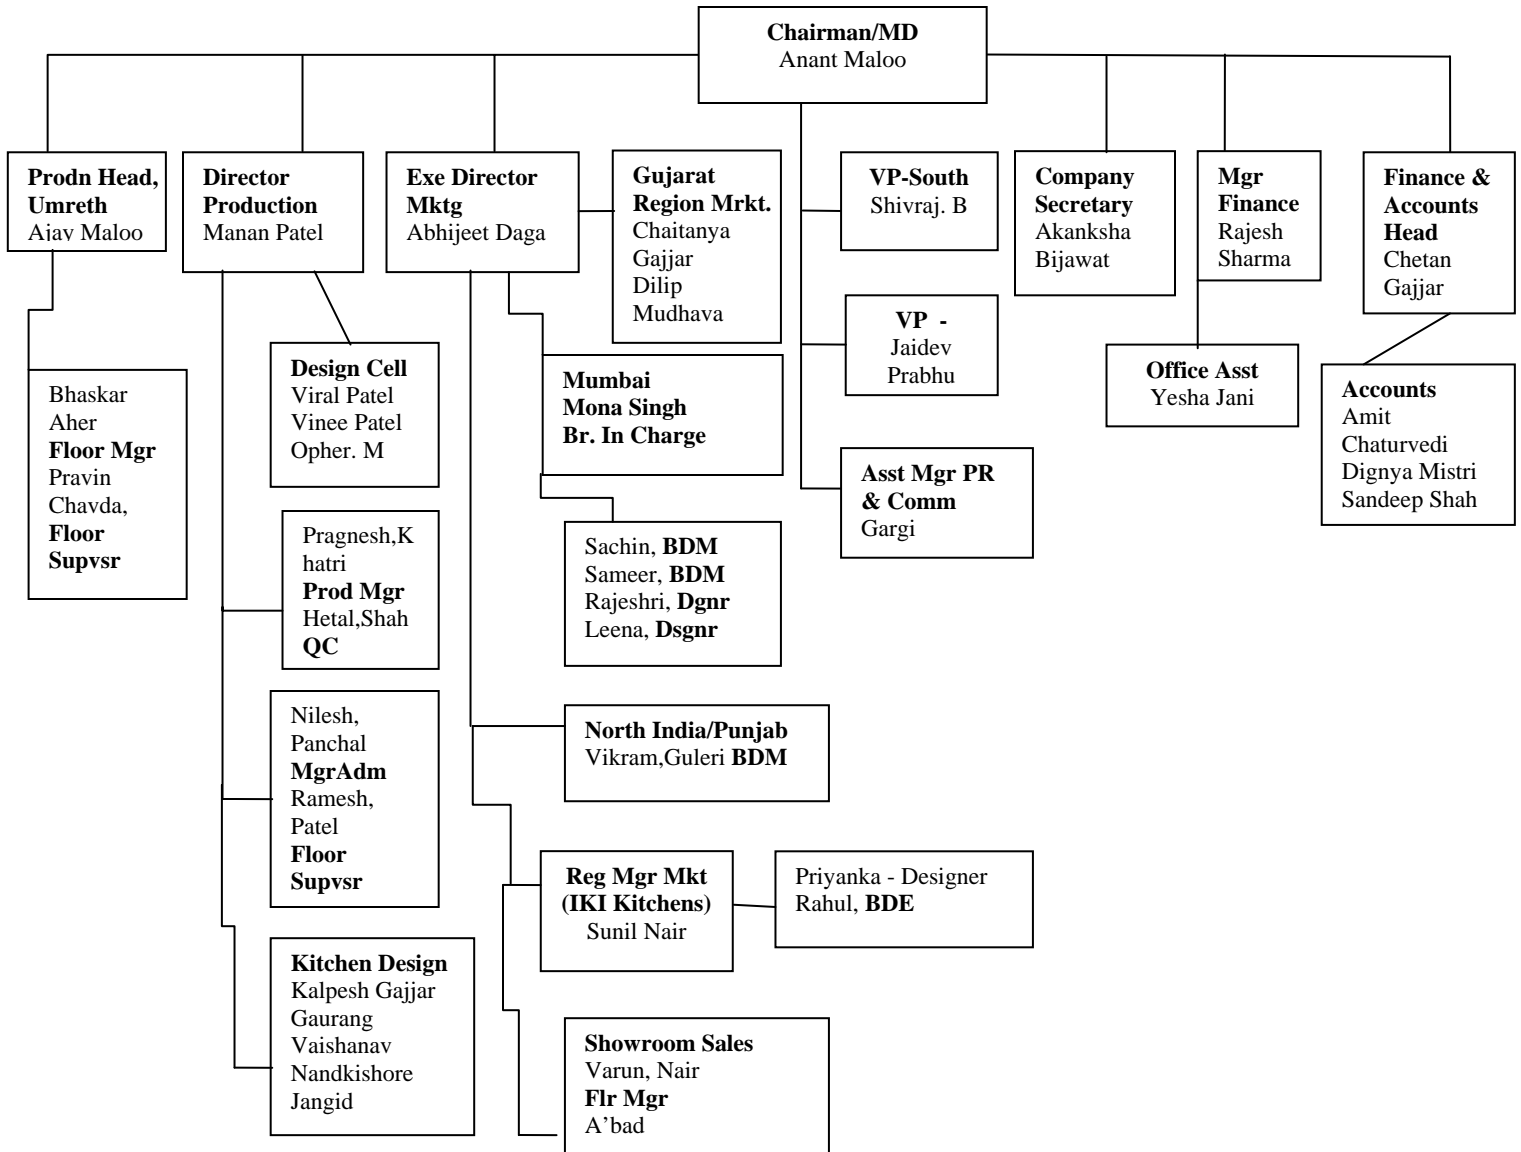 Chairman/MD
Anant Maloo
Prodn Head,
Umreth
Ajay Maloo
Director
Production
Manan Patel
Exe Director
Mktg
Abhijeet Daga
Gujarat
Region Mrkt.
Chaitanya
Gajjar
Dilip
Mudhava
VP-South
Shivraj. B
Company
Secretary
Akanksha
Bijawat
Mgr
Finance
Rajesh
Sharma
Finance &
Accounts
Head
Chetan
Gajjar
VP -
Jaidev
Prabhu
Office Asst
Yesha Jani
Accounts
Amit
Chaturvedi
Dignya Mistri
Sandeep Shah
Bhaskar
Aher
Floor Mgr
Pravin
Chavda,
Floor
Supvsr
Design Cell
Viral Patel
Vinee Patel
Opher. M
Mumbai
Mona Singh
Br. In Charge
Asst Mgr PR
& Comm
Gargi
Pragnesh,K
hatri
Prod Mgr
Hetal,Shah
QC
Sachin, BDM
Sameer, BDM
Rajeshri, Dgnr
Leena, Dsgnr
Nilesh,
Panchal
MgrAdm
Ramesh,
Patel
Floor
Supvsr
North India/Punjab
Vikram,Guleri BDM
Reg Mgr Mkt
(IKI Kitchens)
Sunil Nair
Priyanka - Designer
Rahul, BDE
Kitchen Design
Kalpesh Gajjar
Gaurang
Vaishanav
Nandkishore
Jangid
Showroom Sales
Varun, Nair
Flr Mgr
A’bad